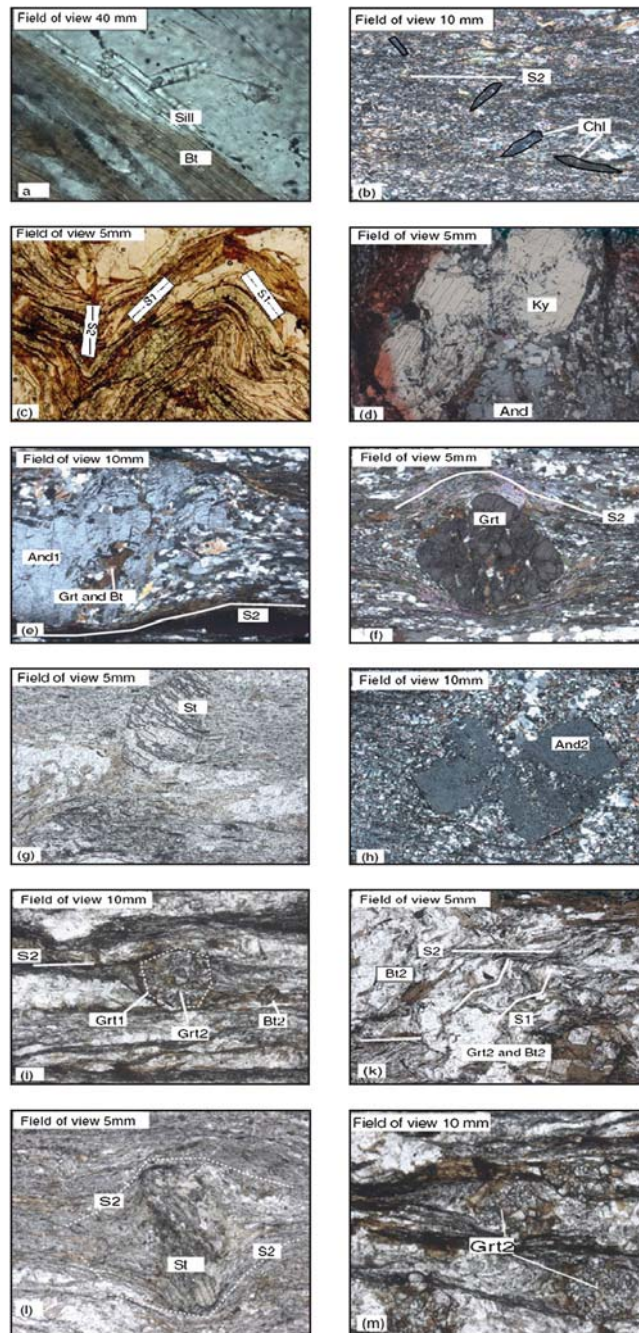 Field of view 40 mm
Sill
Bt
a
Field of view 10 mm
S2
Chl
(b)
Field of view 5mm
S2
S1
S1
(c)
Field of view 5mm
Ky
And
(d)
Field of view 10mm
And1
Grt and Bt
S2
(e)
Field of view 5mm
Grt
S2
(f)
Field of view 5mm
St
(g)
Field of view 10mm
And2
(h)
Field of view 10mm
S2
Grt1
Grt2
Bt2
(i)
Field of view 5mm
S2
Bt2
S1
Grt2 and Bt2
(k)
Field of view 5mm
S2
S2
St
(l)
Field of view 10 mm
Grt2
(m)